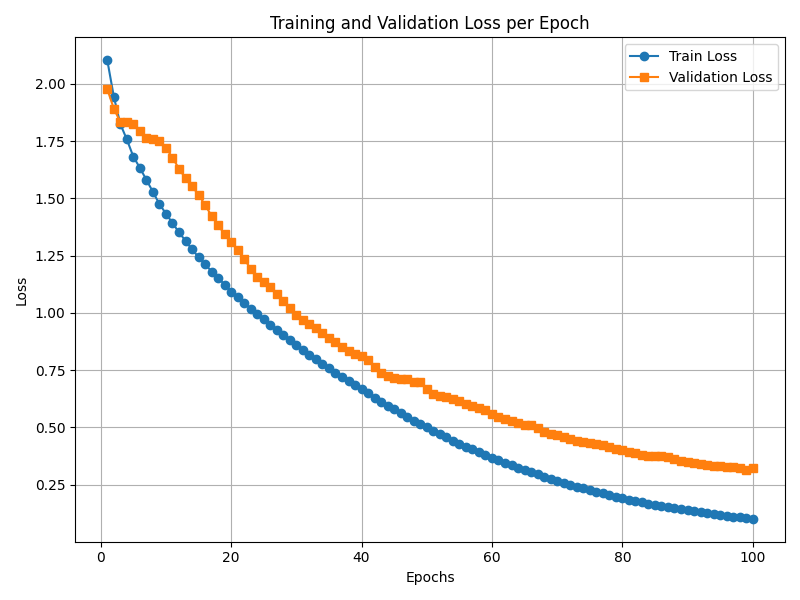 Training and Validation Loss per Epoch
Train Loss
Validation Loss
2.00
1.75
1.50
1.25
1.00
0.75
0.50
0.25
Loss
0 20 40 60 80 100
Epochs